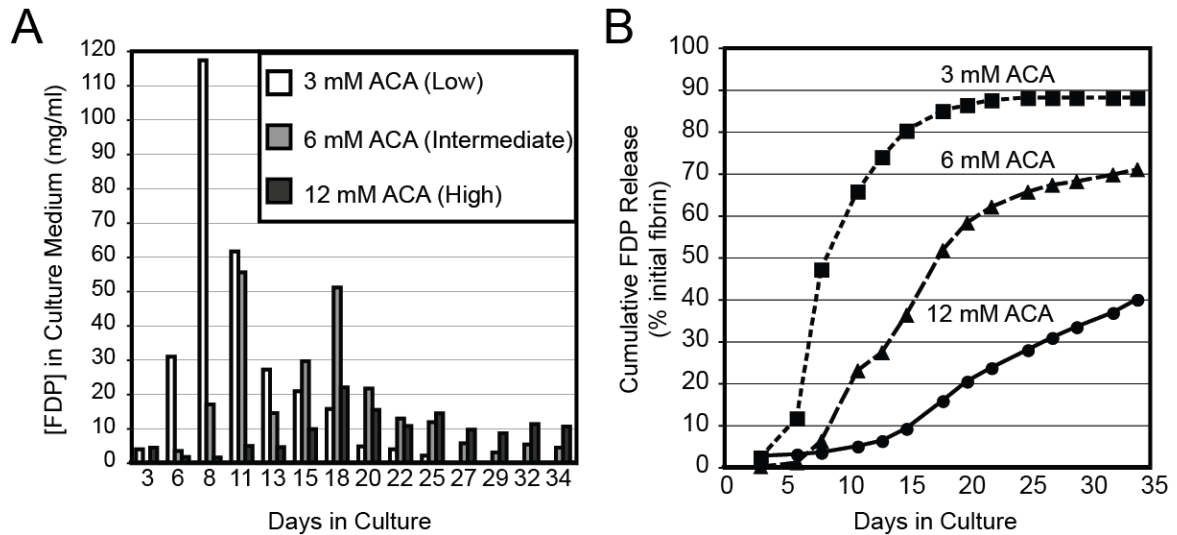 A
[FDP] in Culture Medium (mg/ml)
120
110
100
90
80
70
60
50
40
30
20
10
0
3 mM ACA (Low)
6 mM ACA (Intermediate)
12 mM ACA (High)
3 6 8 11 13 15 18 20 22 25 27 29 32 34
Days in Culture
B
Cumulative FDP Release
(% initial fibrin)
100
90
80
70
60
50
40
30
20
10
0
3 mM ACA
6 mM ACA
12 mM ACA
0 5 10 15 20 25 30 35
Days in Culture